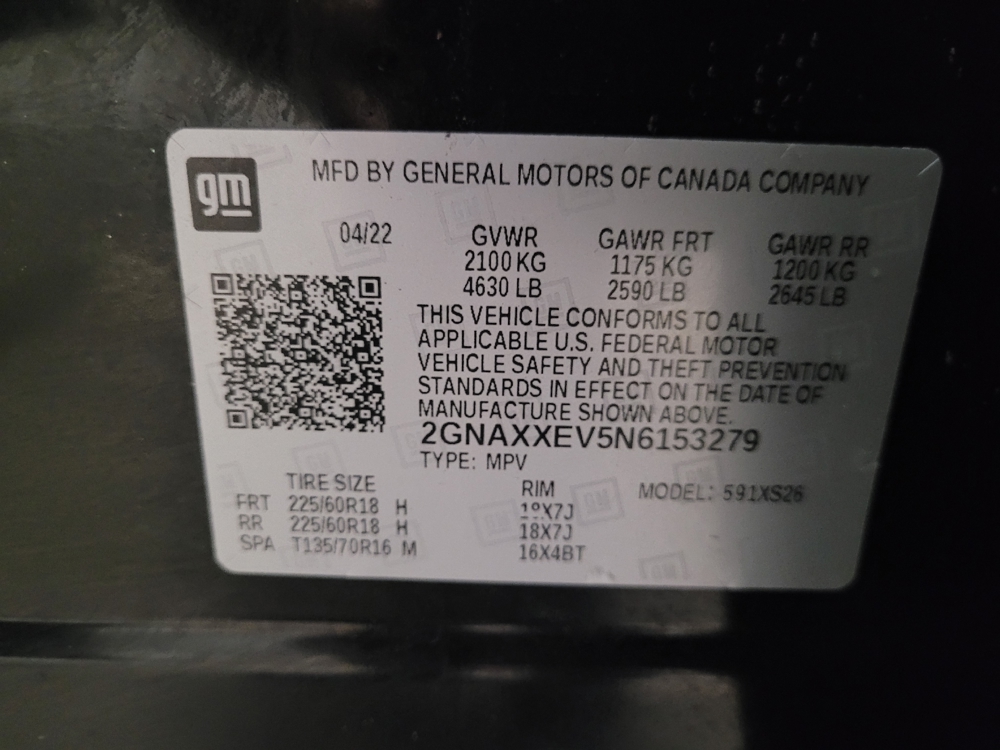 gm
MFD BY GENERAL MOTORS OF CANADA COMPANY
04/22 GVWR GAWR FRT GAWR RR
2100 KG 1175 KG 1200 KG
4630 LB 2590 LB 2645 LB
THIS VEHICLE CONFORMS TO ALL
APPLICABLE U.S. FEDERAL MOTOR
VEHICLE SAFETY AND THEFT PREVENTION
STANDARDS IN EFFECT ON THE DATE OF
MANUFACTURE SHOWN ABOVE.
2GNAXXEV5N6153279
TYPE: MPV
TIRE SIZE RIM MODEL: 591XS26
FRT 225/60R18 H 18X7J
RR 225/60R18 H 18X7J
SPA T135/70R16 M 16X4BT